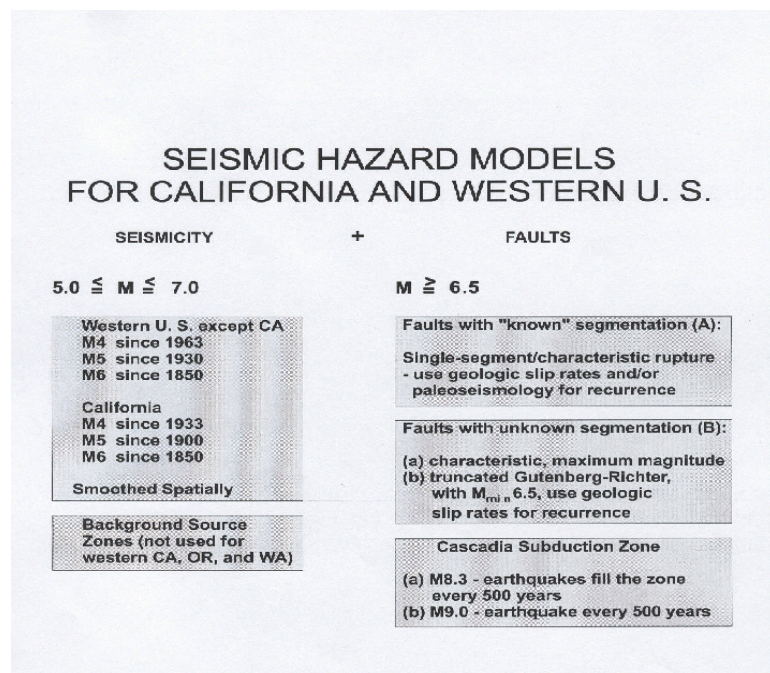 SEISMIC HAZARD MODELS
FOR CALIFORNIA AND WESTERN U. S.
SEISMICITY + FAULTS
5.0 ≦ M ≦ 7.0
Western U. S. except CA
M4 since 1963
M5 since 1930
M6 since 1850
California
M4 since 1933
M5 since 1900
M6 since 1850
Smoothed Spatially
Background Source
Zones (not used for
western CA, OR, and WA)
M ≧ 6.5
Faults with "known" segmentation (A):
Single-segment/characteristic rupture
- use geologic slip rates and/or
paleoseismology for recurrence
Faults with unknown segmentation (B):
(a) characteristic, maximum magnitude
(b) truncated Gutenberg-Richter,
with Mmin 6.5, use geologic
slip rates for recurrence
Cascadia Subduction Zone
(a) M8.3 - earthquakes fill the zone
every 500 years
(b) M9.0 - earthquake every 500 years